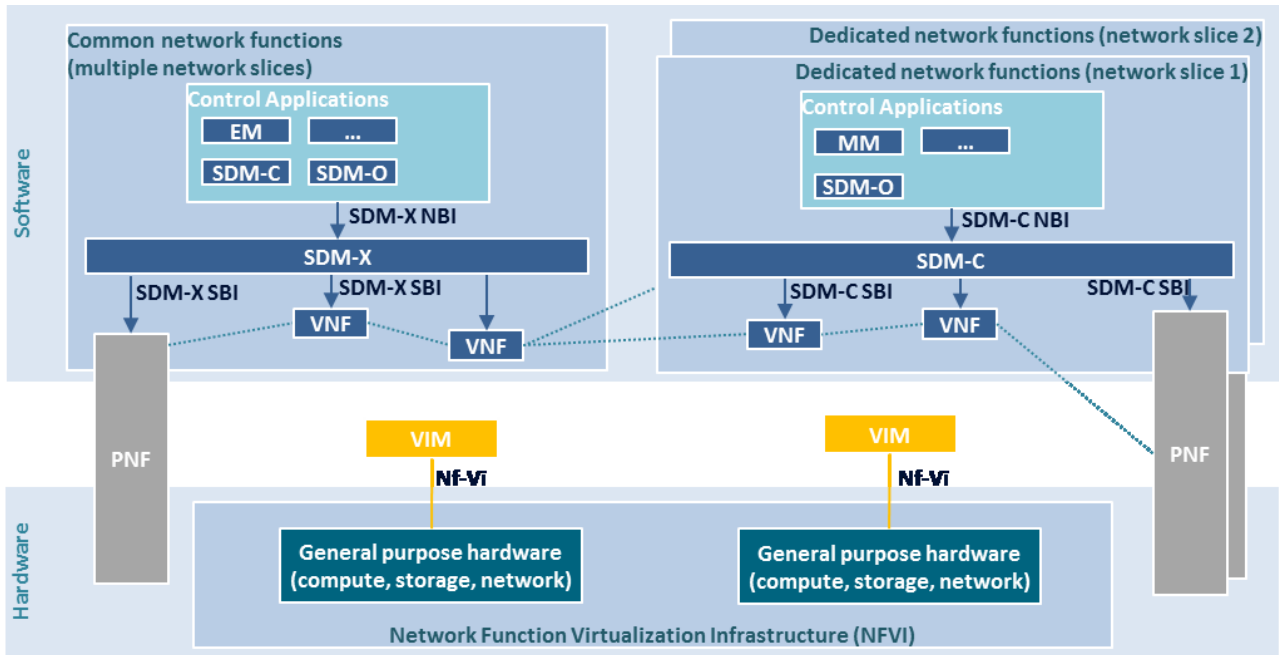 Common network functions
(multiple network slices)
Control Applications
EM
...
SDM-C
SDM-O
SDM-X NBI
SDM-X
SDM-X SBI
SDM-X SBI
VNF
VNF
PNF
Dedicated network functions (network slice 2)
Dedicated network functions (network slice 1)
Control Applications
MM
...
SDM-O
SDM-C NBI
SDM-C
SDM-C SBI
SDM-C SBI
VNF
VNF
PNF
Software
VIM
Nf-Vi
VIM
Nf-Vi
Hardware
General purpose hardware
(compute, storage, network)
General purpose hardware
(compute, storage, network)
Network Function Virtualization Infrastructure (NFVI)